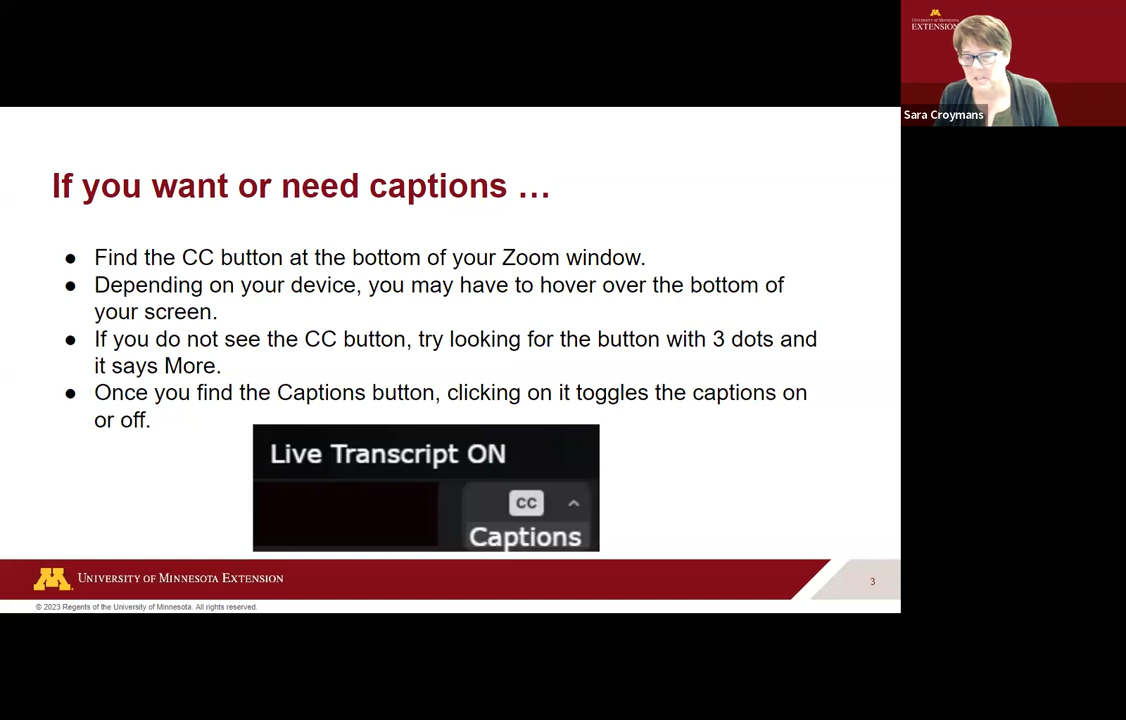 UNIVERSITY OF MINNESOTA
EXTENSION
Sara Croymans
If you want or need captions …
● Find the CC button at the bottom of your Zoom window.
● Depending on your device, you may have to hover over the bottom of
your screen.
● If you do not see the CC button, try looking for the button with 3 dots and
it says More.
● Once you find the Captions button, clicking on it toggles the captions on
or off.
Live Transcript ON
CC
Captions
UNIVERSITY OF MINNESOTA EXTENSION
3
© 2023 Regents of the University of Minnesota. All rights reserved.